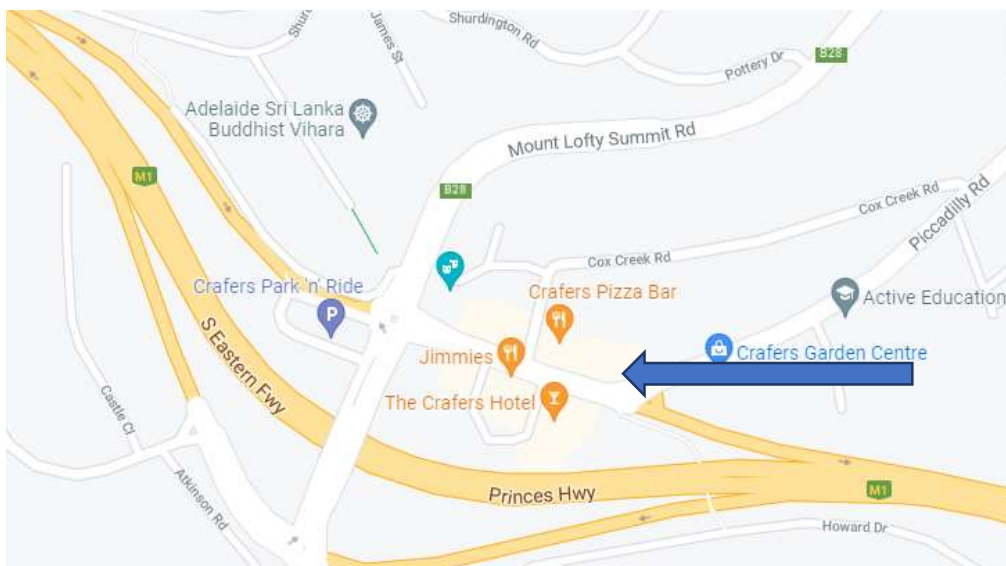 Shurdington Rd
Shurd
James St
Pottery Dr
B28
Adelaide Sri Lanka
Buddhist Vihara
Mount Lofty Summit Rd
M1
B28
Cox Creek Rd
Piccadilly Rd
Cox Creek Rd
Crafers Park 'n' Ride
P
Crafers Pizza Bar
Active Education
S Eastern Fwy
Jimmies
Crafers Garden Centre
The Crafers Hotel
Castle Ct
Atkinson Rd
Princes Hwy
M1
Howard Dr